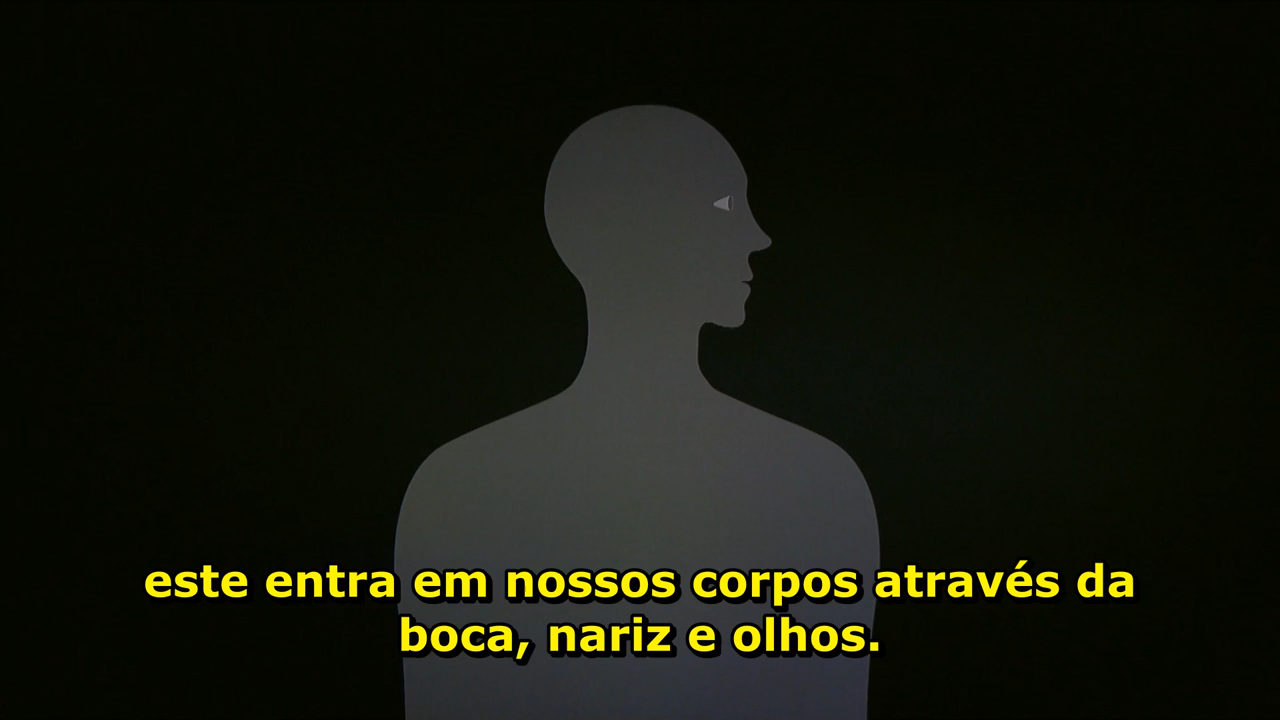 este entra em nossos corpos através da
boca, nariz e olhos.